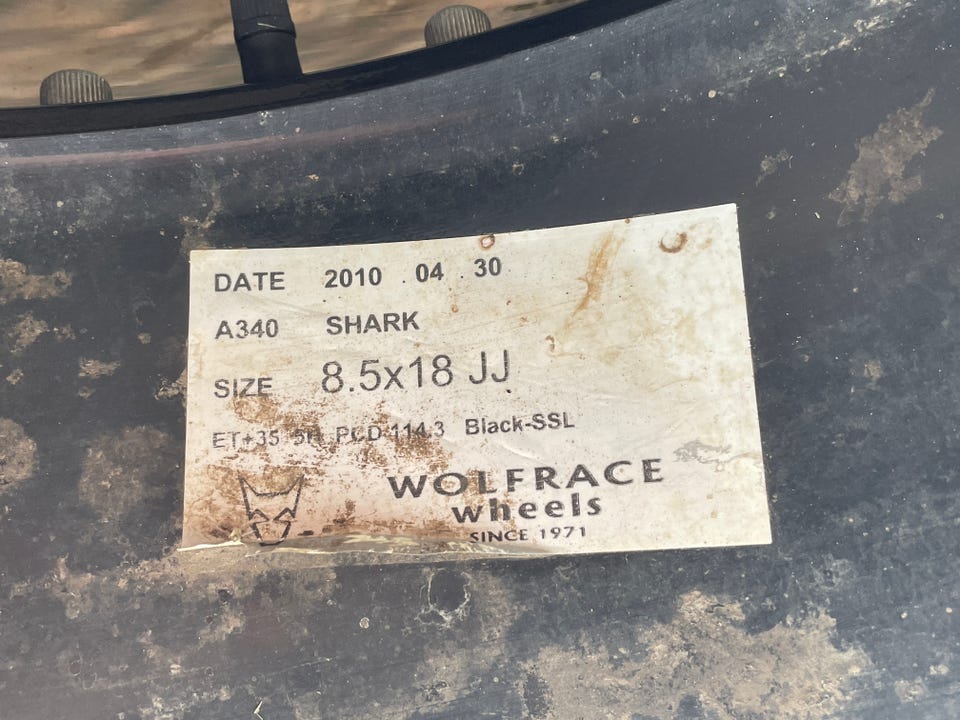 DATE 2010 . 04 . 30
A340 SHARK
SIZE 8.5x18 JJ
ET+35 5H PCD 114.3 Black-SSL
WOLFRACE
wheels
SINCE 1971